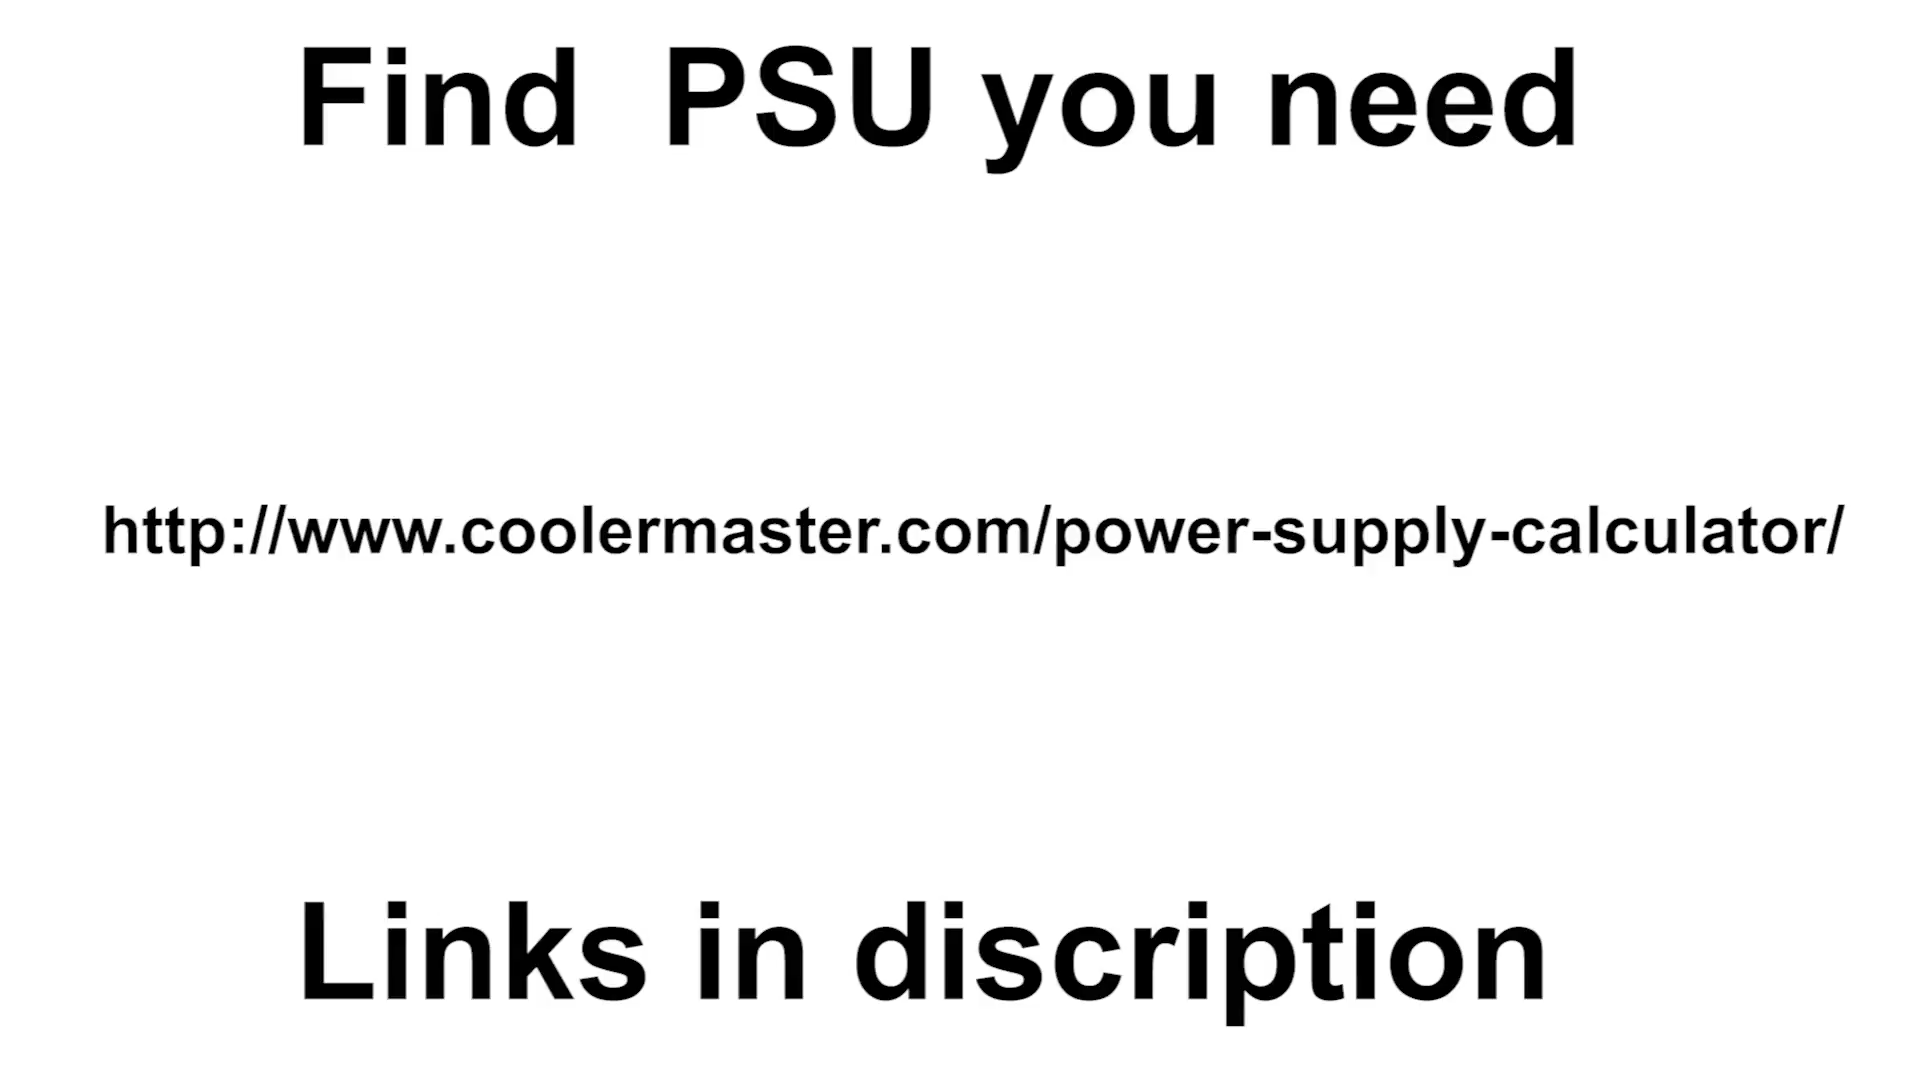 Find  PSU you need
http://www.coolermaster.com/power-supply-calculator/
Links in discription